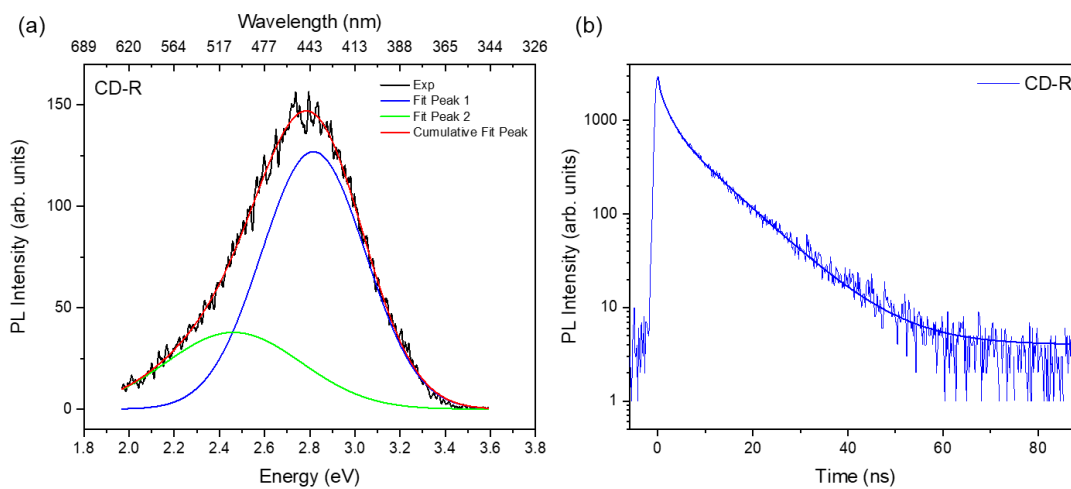 (a)
Wavelength (nm)
689 620 564 517 477 443 413 388 365 344 326
CD-R
Exp
Fit Peak 1
Fit Peak 2
Cumulative Fit Peak
PL Intensity (arb. units)
150
100
50
0
1.8 2.0 2.2 2.4 2.6 2.8 3.0 3.2 3.4 3.6 3.8
Energy (eV)
(b)
CD-R
PL Intensity (arb. units)
1000
100
10
1
0 20 40 60 80
Time (ns)